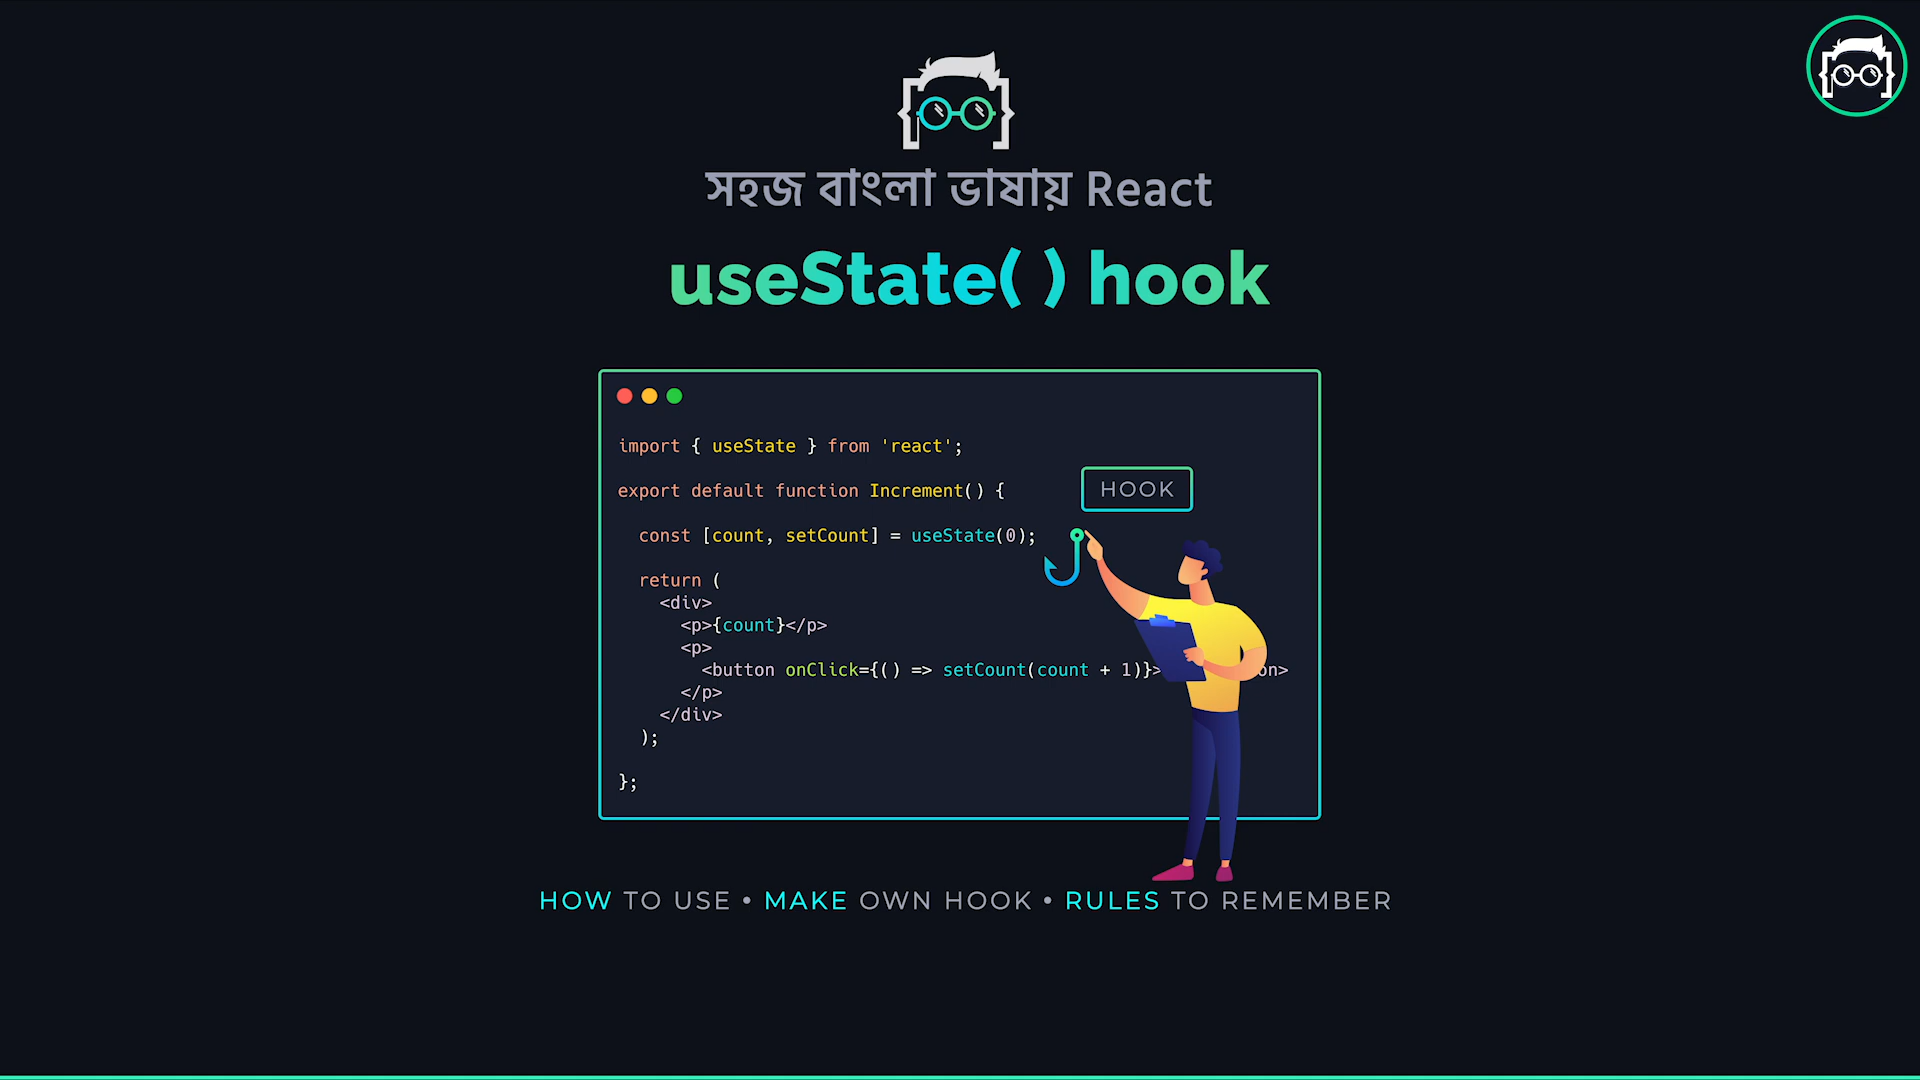 সহজ বাংলা ভাষায় React
useState( ) hook
import { useState } from 'react';
export default function Increment() {
const [count, setCount] = useState(0);
HOOK
return (
<div>
<p>{count}</p>
<p>
<button onClick={() => setCount(count + 1)}> on>
</p>
</div>
);
};
HOW TO USE • MAKE OWN HOOK • RULES TO REMEMBER